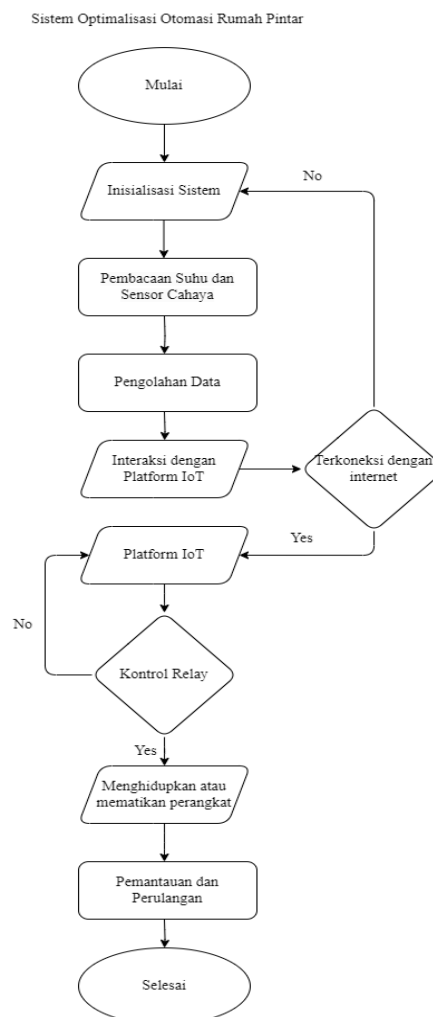 Sistem Optimalisasi Otomasi Rumah Pintar
Mulai
No
Inisialisasi Sistem
Pembacaan Suhu dan
Sensor Cahaya
Pengolahan Data
Interaksi dengan
Platform IoT
Terkoneksi dengan
internet
Yes
Platform IoT
No
Kontrol Relay
Yes
Menghidupkan atau
mematikan perangkat
Pemantauan dan
Perulangan
Selesai